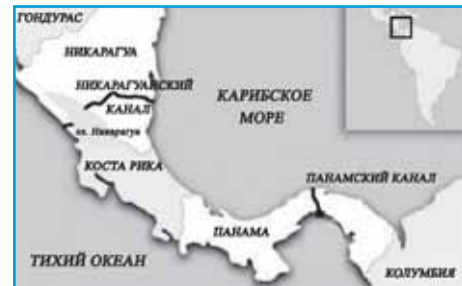 ГОНДУРАС
НИКАРАГУА
НИКАРАГУАНСКИЙ
КАНАЛ
оз. Никарагуа
КАРИБСКОЕ
МОРЕ
КОСТА РИКА
ПАНАМСКИЙ КАНАЛ
ПАНАМА
ТИХИЙ ОКЕАН
КОЛУМБИЯ